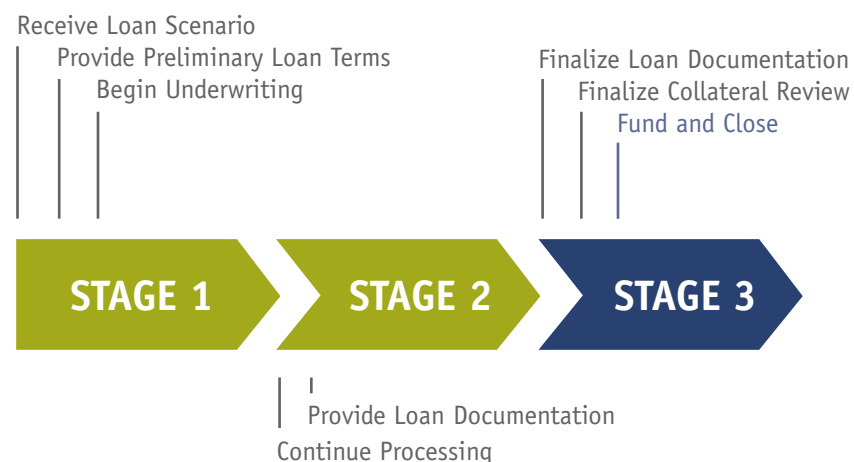 Receive Loan Scenario
Provide Preliminary Loan Terms
Begin Underwriting
Finalize Loan Documentation
Finalize Collateral Review
Fund and Close
STAGE 1
STAGE 2
STAGE 3
Provide Loan Documentation
Continue Processing